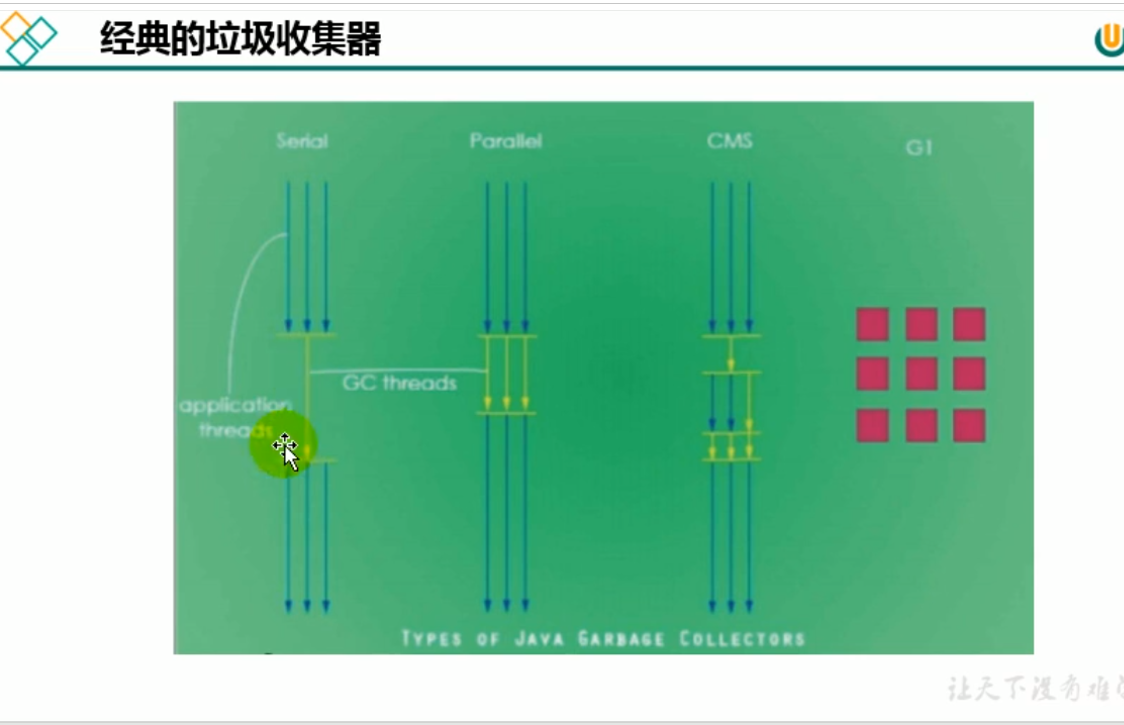 经典的垃圾收集器
Serial
Parallel
CMS
G1
GC threads
application
threads
TYPES OF JAVA GARBAGE COLLECTORS
让天下没有难